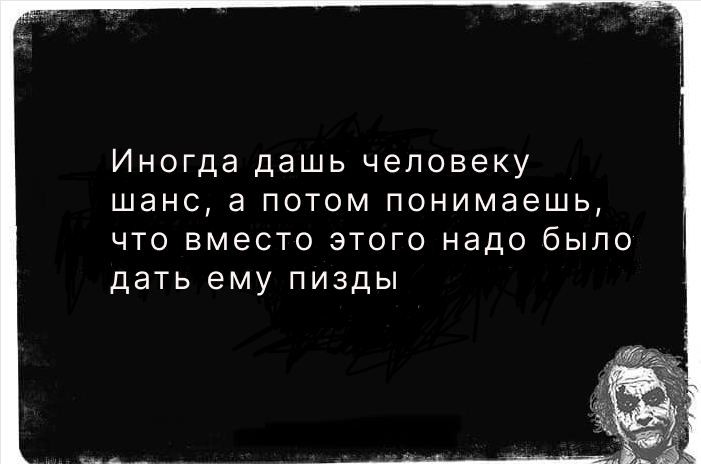 Иногда дашь человеку
шанс, а потом понимаешь,
что вместо этого надо было
дать ему пизды